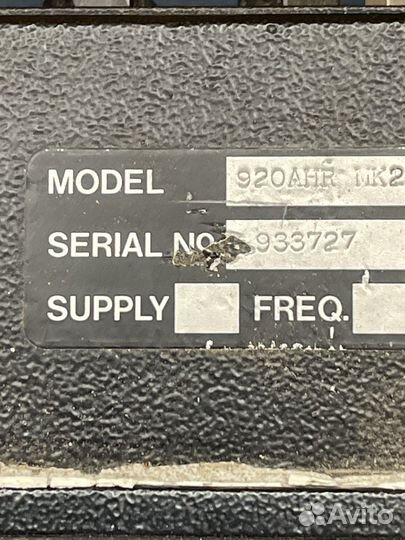 MODEL 920AHR MK2
SERIAL NO. 933727
SUPPLY FREQ.
Avito